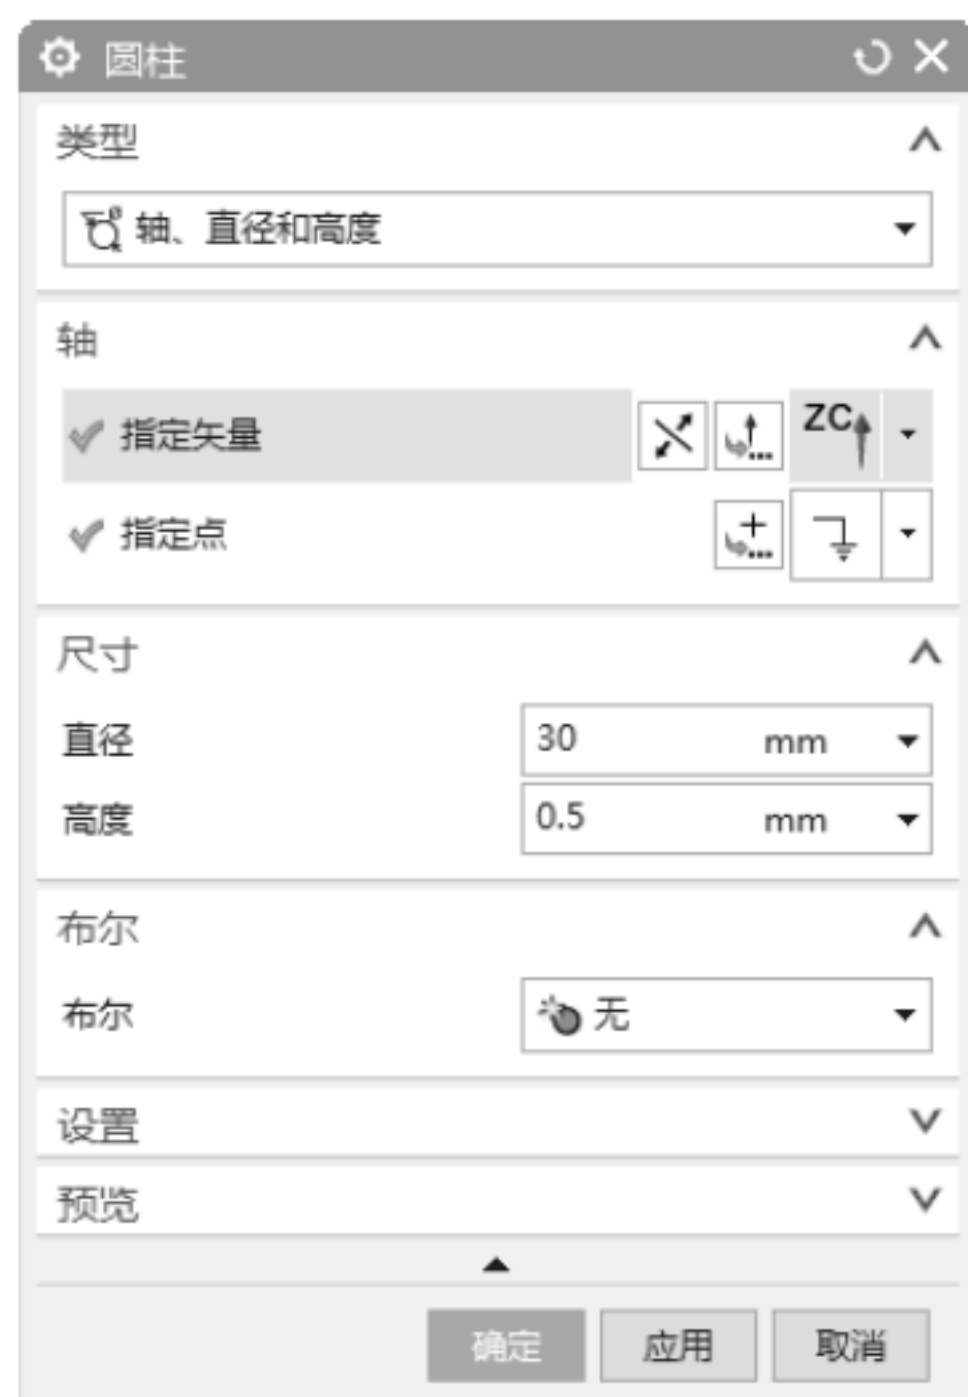 圆柱
类型
轴、直径和高度
轴
指定矢量 ZC
指定点
尺寸
直径 30 mm
高度 0.5 mm
布尔
布尔 无
设置
预览
确定 应用 取消